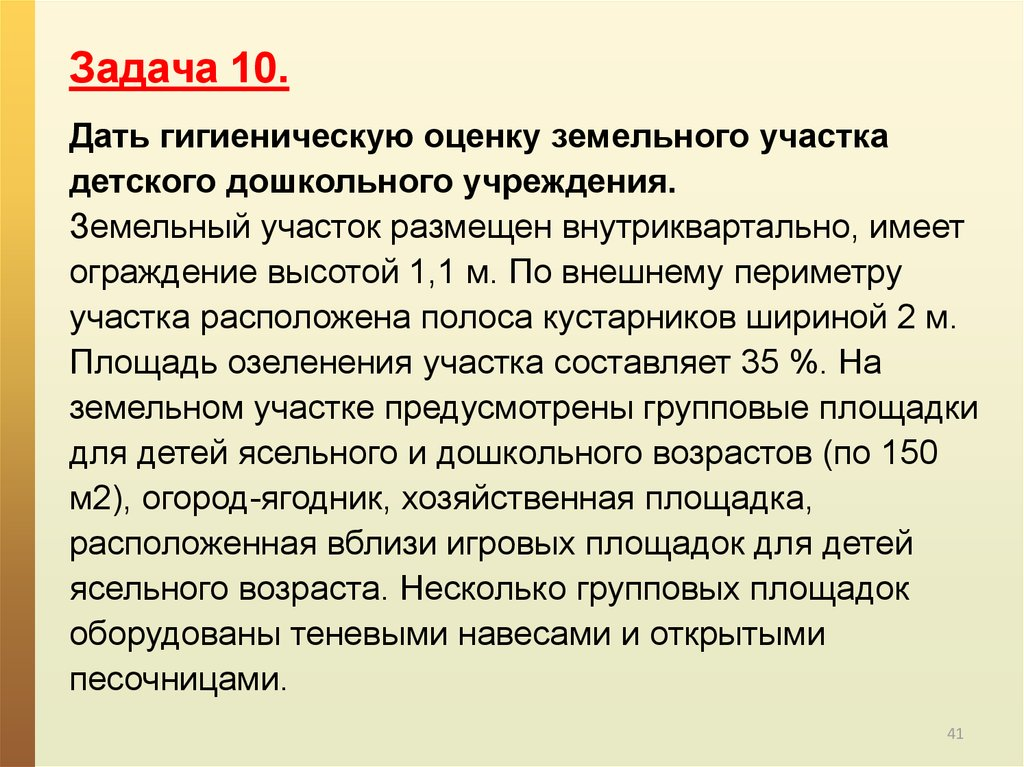 Задача 10.
Дать гигиеническую оценку земельного участка
детского дошкольного учреждения.
Земельный участок размещен внутриквартально, имеет
ограждение высотой 1,1 м. По внешнему периметру
участка расположена полоса кустарников шириной 2 м.
Площадь озеленения участка составляет 35 %. На
земельном участке предусмотрены групповые площадки
для детей ясельного и дошкольного возрастов (по 150
м2), огород-ягодник, хозяйственная площадка,
расположенная вблизи игровых площадок для детей
ясельного возраста. Несколько групповых площадок
оборудованы теневыми навесами и открытыми
песочницами.
41